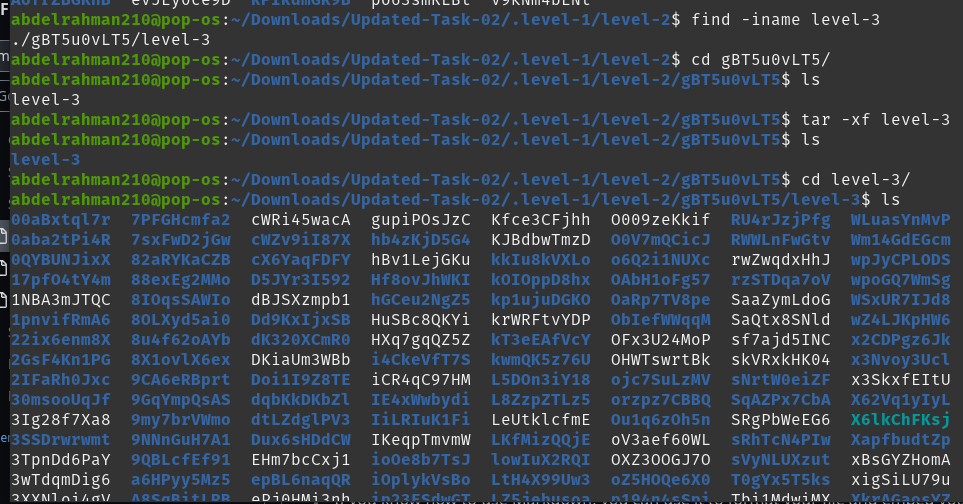 abdelrahman210@pop-os:~/Downloads/Updated-Task-02/.level-1/level-2$ find -iname level-3
./gBT5u0vLT5/level-3
abdelrahman210@pop-os:~/Downloads/Updated-Task-02/.level-1/level-2$ cd gBT5u0vLT5/
abdelrahman210@pop-os:~/Downloads/Updated-Task-02/.level-1/level-2/gBT5u0vLT5$ ls
level-3
abdelrahman210@pop-os:~/Downloads/Updated-Task-02/.level-1/level-2/gBT5u0vLT5$ tar -xf level-3
abdelrahman210@pop-os:~/Downloads/Updated-Task-02/.level-1/level-2/gBT5u0vLT5$ ls
level-3
abdelrahman210@pop-os:~/Downloads/Updated-Task-02/.level-1/level-2/gBT5u0vLT5$ cd level-3/
abdelrahman210@pop-os:~/Downloads/Updated-Task-02/.level-1/level-2/gBT5u0vLT5/level-3$ ls
00aBxtql7r 7PFGHcmfa2 cWRi45wacA gupiPOsJzC Kfce3CFjhh O009zeKkif RU4rJzjPfg WLuasYnMvP
0aba2tPi4R 7sxFwD2jGw cWZv9iI87X hb4zKjD5G4 KJBdbwTmzD O0V7mQCicJ RWWLnFwGtv Wm14GdEGcm
0QYBUNJixX 82aRYKaCZB cX6YaqFDFY hBv1LejGKu kkIu8kVXLo o6Q2i1NUXc rwZwqdxHhJ wpJyCPLODS
17pfO4tY4m 88exEg2MMo D5JYr3I592 Hf8ovJhWKI kOIOppD8hx OAbH1oFg57 rzSTDqa7oV wpoGQ7WmSg
1NBA3mJTQC 8IOqsSAWIo dBJSXzmpb1 hGCeu2NgZ5 kp1ujuDGKO OaRp7TV8pe SaaZymLdoG WSxUR7IJd8
1pnvifRmA6 8OLXyd5ai0 Dd9KxIjxSB HuSBc8QKYi krWRFtvYDP ObIefWWqqM SaQtx8SNld wZ4LJKpHW6
22ix6enm8X 8u4f62oAYb dK320XCmR0 HXq7gqQZ5Z kT3eEAfVcY OFx3U24MoP sf7ajd5INC x2CDPgz6Jk
2GsF4Kn1PG 8X1ovlX6ex DKiaUm3WBb i4CkeVfT7S kwmQK5z76U OHWTswrtBk skVRxkHK04 x3Nvoy3Ucl
2IFaRh0Jxc 9CA6eRBprt Doi1I9Z8TE iCR4qC97HM L5DOn3iY18 ojc7SuLzMV sNrtW0eiZF x3SkxfEItU
30msooUqJf 9GqYmpQsAS dqbKkDKbZl IE4xWwbydi L8ZzpZTLz5 orzpz7CBBQ SqAZPx7CbA X62Vq1yIyL
3Ig28f7Xa8 9my7brVWmo dtLZdglPV3 IiLRIuK1Fi LeUtklcfmE Ou1q6zOh5n SRgPbWeEG6 X6lkChFKsj
3SSDrwrwmt 9NNnGuH7A1 Dux6sHDdCW IKeqpTmvmW LKfMizQQjE oV3aef60WL sRhTcN4PIw XapfbudtZp
3TpnDd6PaY 9QBLcfEf91 EHm7bcCxj1 ioOe8b7TsJ lowIuX2RQI OXZ3OOGJ7O sVyNLUXzut xBsGYZHomA
3wTdqmDig6 a6HPyy5Mz5 epBL6naqQR iOplykVsBo LtH4X99Uw3 oZ5HOQe6X0 T0gYx5T5ks xigSiLU79u